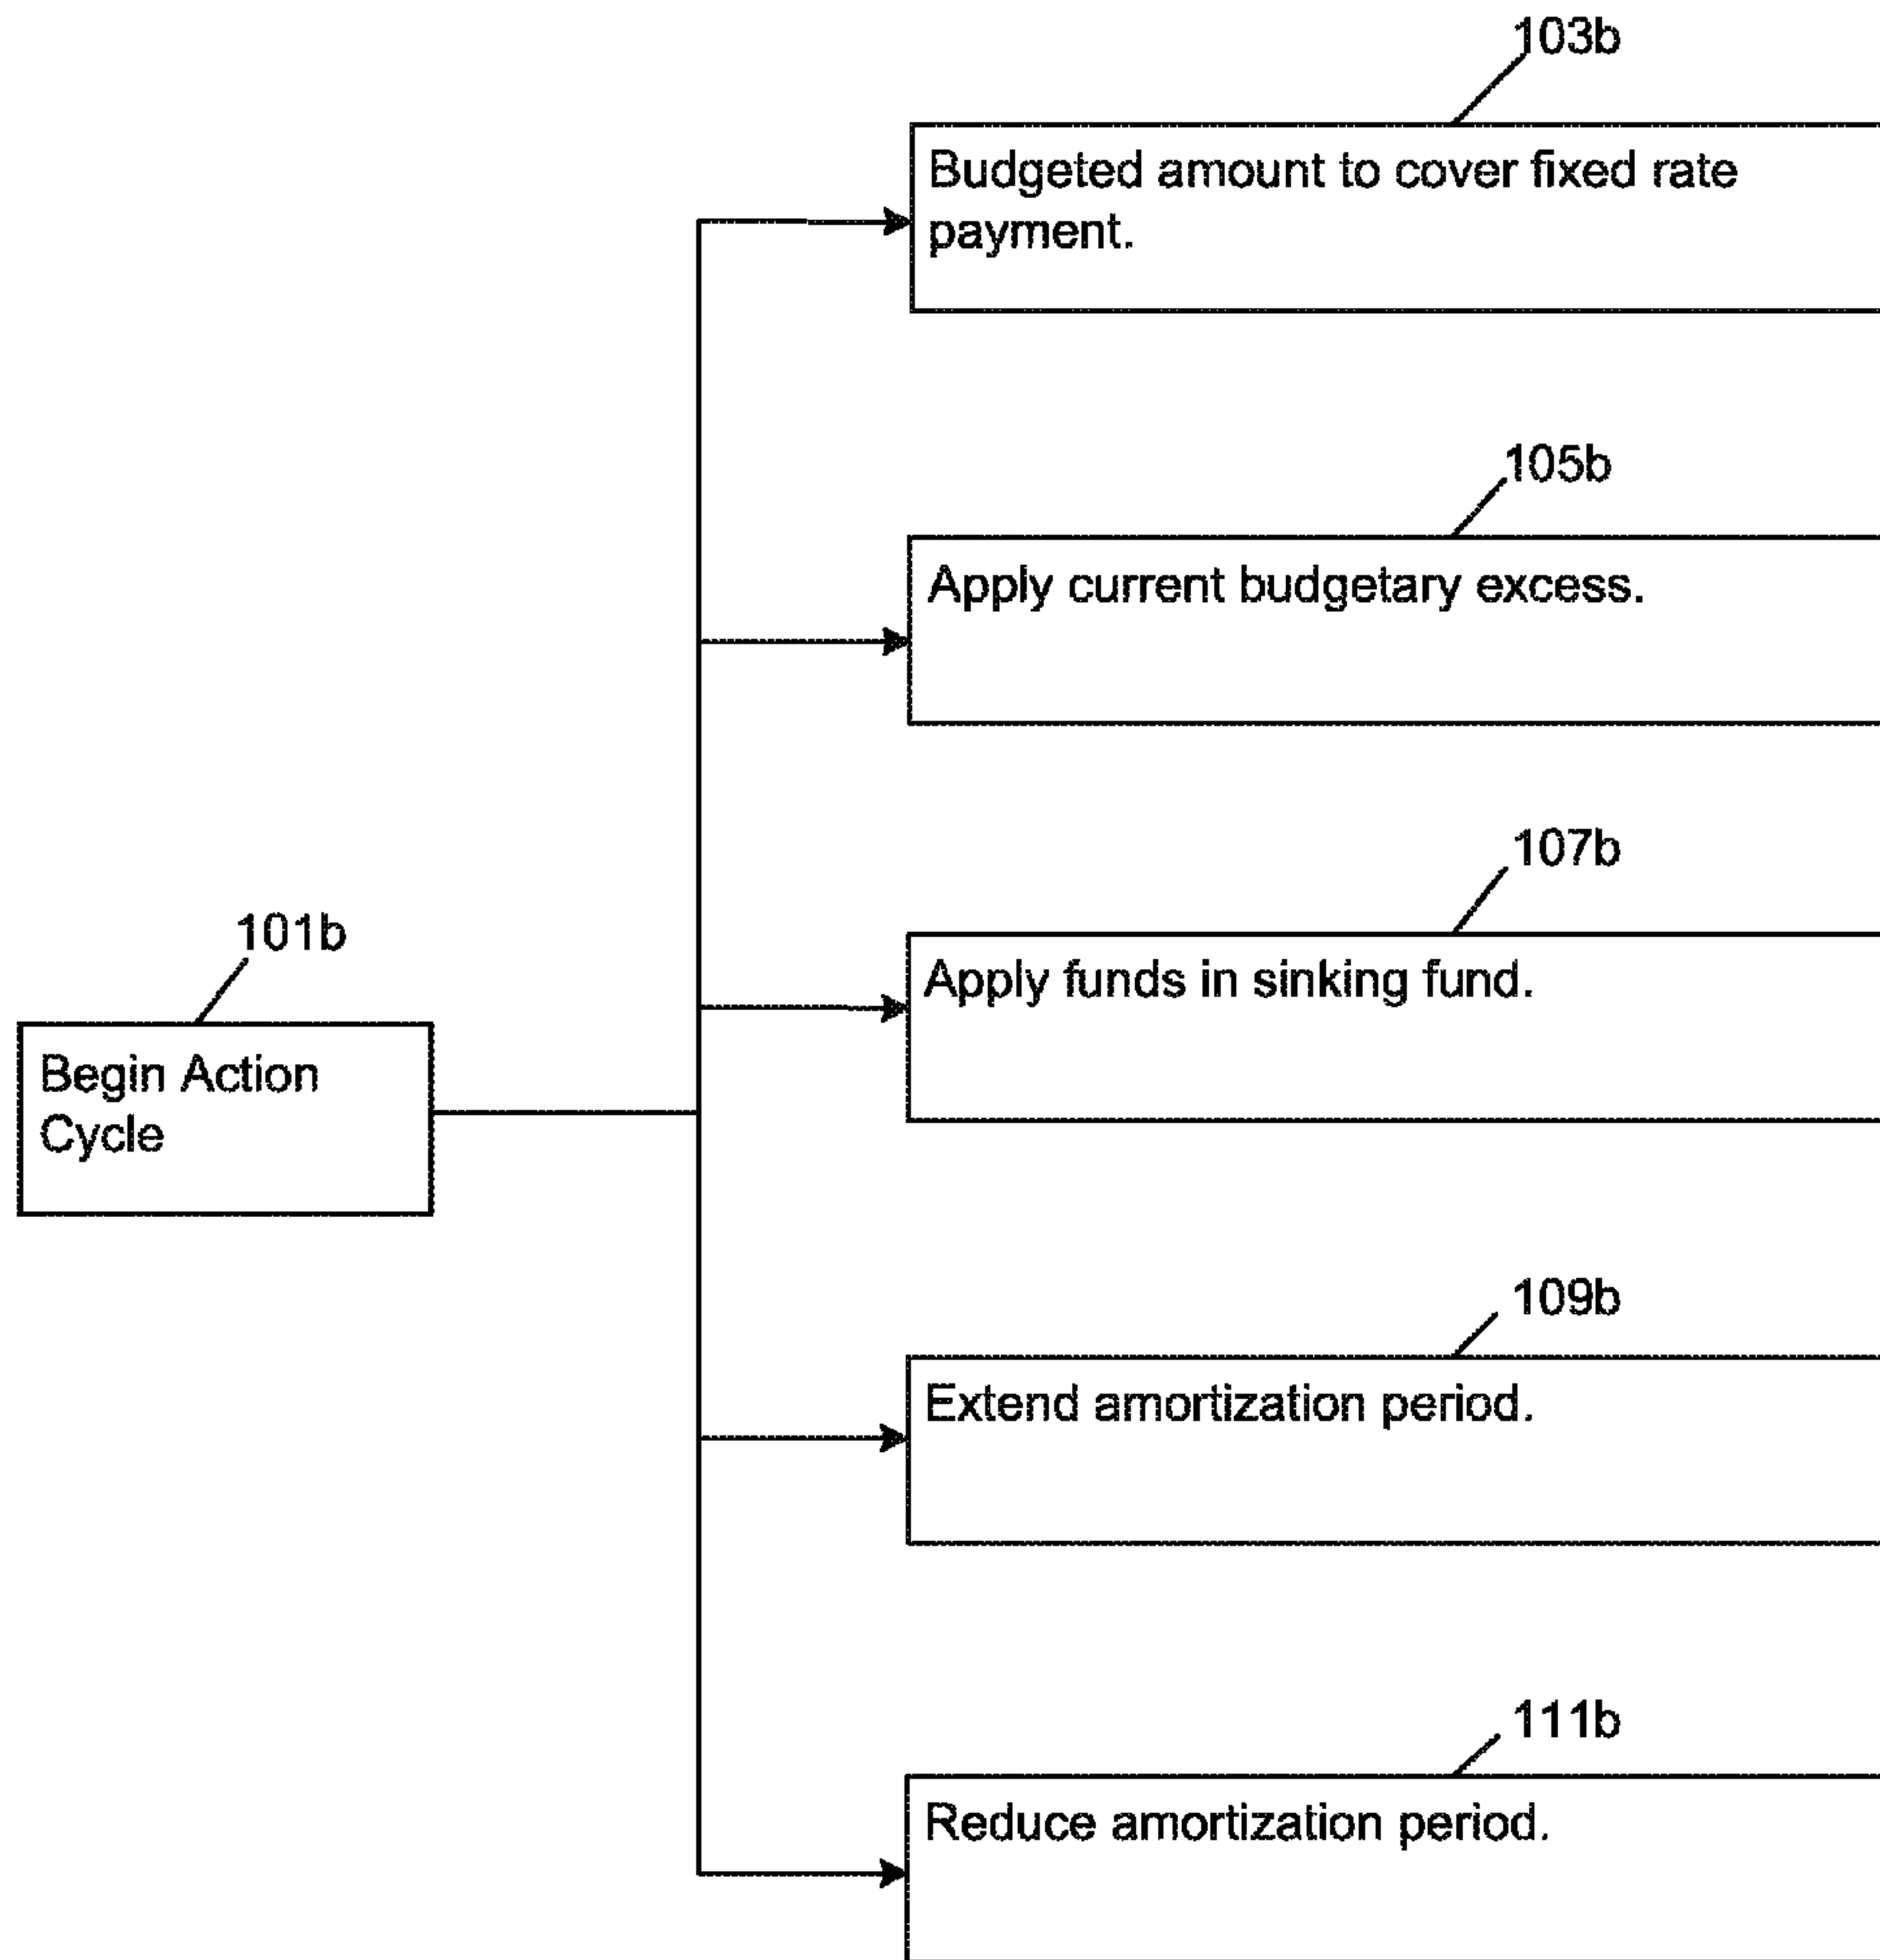 103b
Budgeted amount to cover fixed rate
payment.
105b
Apply current budgetary excess.
107b
Apply funds in sinking fund.
101b
Begin Action
Cycle
109b
Extend amortization period.
111b
Reduce amortization period.